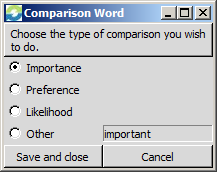 Comparison Word
Choose the type of comparison you wish
to do.
Importance
Preference
Likelihood
Other
important
Save and close
Cancel